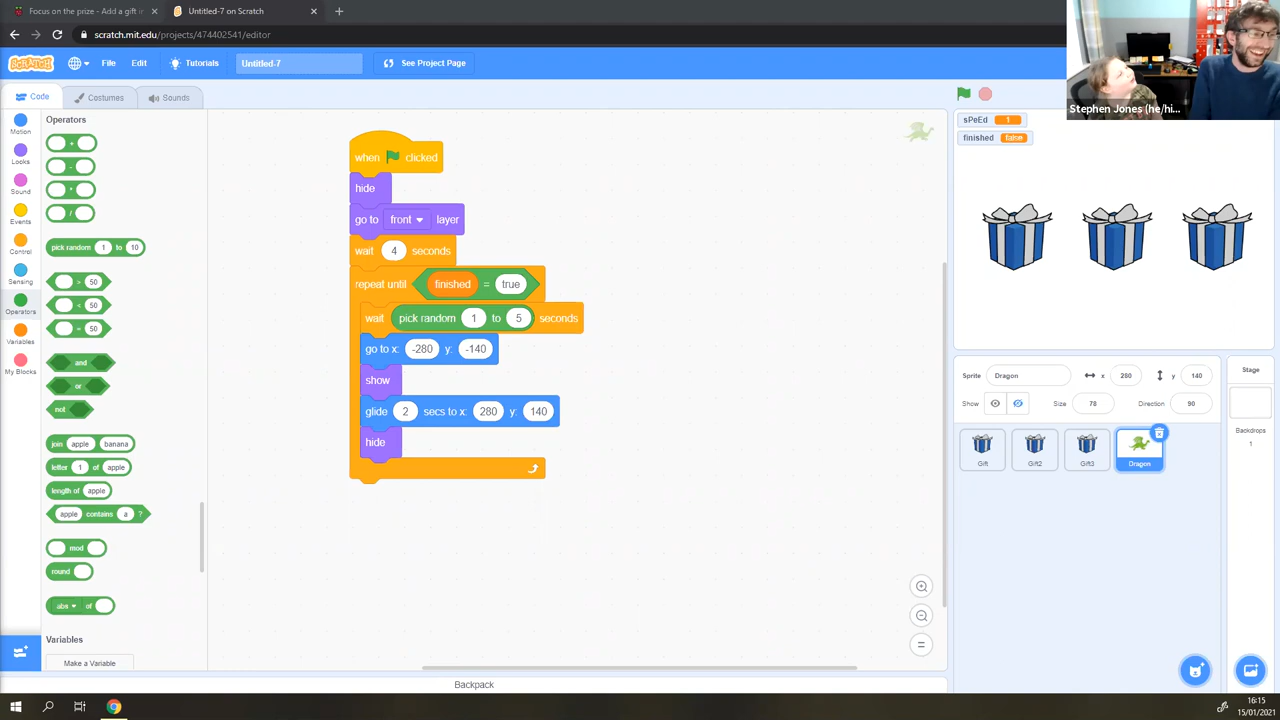 Focus on the prize - Add a gift ir
Untitled-7 on Scratch
scratch.mit.edu/projects/474402541/editor
SCRATCH
File
Edit
Tutorials
Untitled-7
See Project Page
Stephen Jones (he/hi...
Code
Costumes
Sounds
Motion
Looks
Sound
Events
Control
Sensing
Operators
Variables
My Blocks
Operators
+
-
*
/
pick random 1 to 10
> 50
< 50
= 50
and
or
not
join apple banana
letter 1 of apple
length of apple
apple contains a ?
mod
round
abs of
Variables
Make a Variable
when clicked
hide
go to front layer
wait 4 seconds
repeat until finished = true
wait pick random 1 to 5 seconds
go to x: -280 y: -140
show
glide 2 secs to x: 280 y: 140
hide
Backpack
sPeEd 1
finished false
Sprite Dragon x 280 y 140
Show Size 78 Direction 90
Gift
Gift2
Gift3
Dragon
Stage
Backdrops
1
16:15
15/01/2021